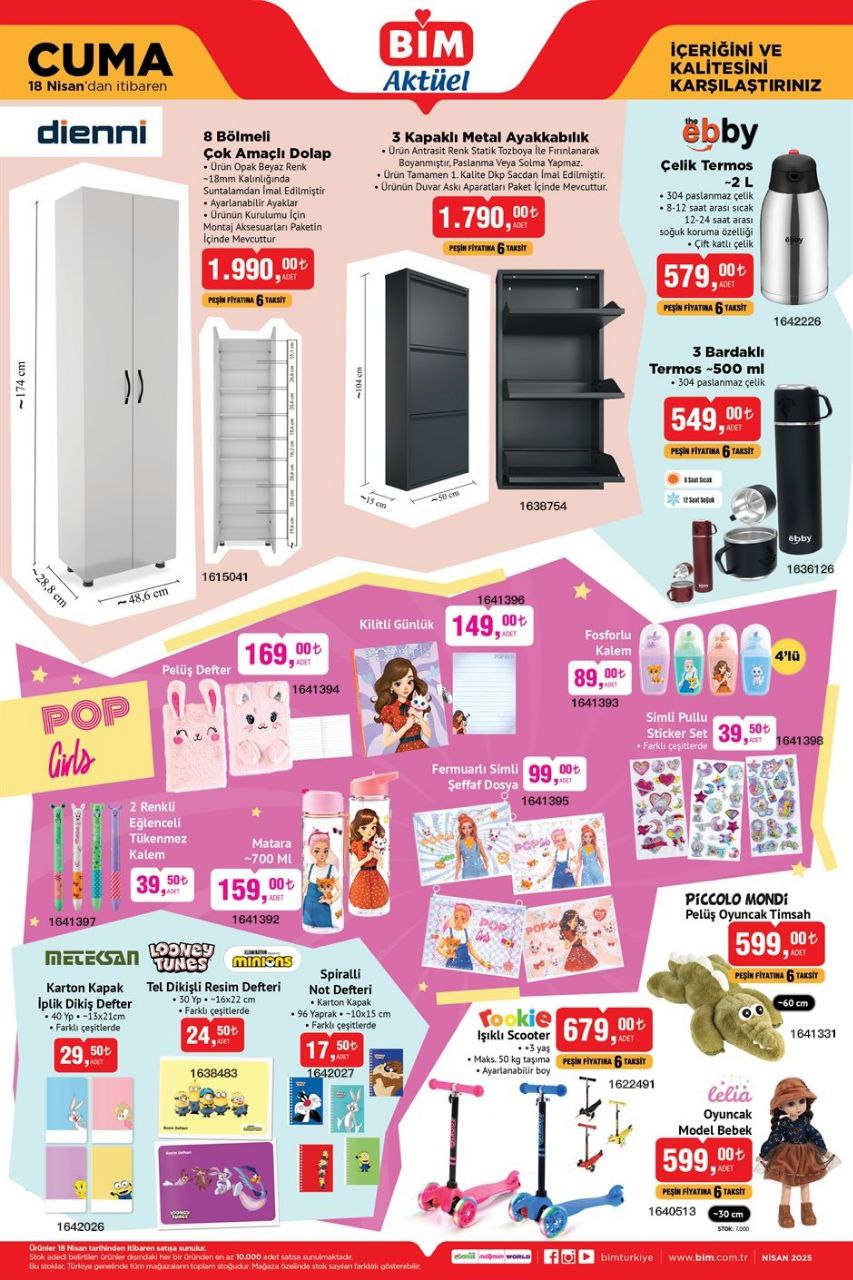 CUMA
18 Nisan'dan itibaren
BİM
Aktüel
İÇERİĞİNİ VE
KALİTESİNİ
KARŞILAŞTIRINIZ
dienni
8 Bölmeli
Çok Amaçlı Dolap
• Ürün Opak Beyaz Renk
~18mm Kalınlığında
Suntalamdan İmal Edilmiştir
• Ayarlanabilir Ayaklar
• Ürünün Kurulumu İçin
Montaj Aksesuarları Paketin
İçinde Mevcuttur
1.990,00₺
ADET
PEŞİN FİYATINA 6 TAKSİT
~174 cm
~28,8 cm
~48,6 cm
1615041
3 Kapaklı Metal Ayakkabılık
• Ürün Antrasit Renk Statik Tozboya İle Fırınlanarak
Boyanmıştır, Paslanma Veya Solma Yapmaz.
• Ürün Tamamen 1. Kalite Dkp Sacdan İmal Edilmiştir.
• Ürünün Duvar Askı Aparatları Paket İçinde Mevcuttur.
1.790,00₺
ADET
PEŞİN FİYATINA 6 TAKSİT
~104 cm
~15 cm
~50 cm
1638754
the ebby
Çelik Termos
~2 L
• 304 paslanmaz çelik
• 8-12 saat arası sıcak
12-24 saat arası
soğuk koruma özelliği
• Çift katlı çelik
579,00₺
ADET
PEŞİN FİYATINA 6 TAKSİT
ebby
1642226
3 Bardaklı
Termos ~500 ml
• 304 paslanmaz çelik
549,00₺
ADET
PEŞİN FİYATINA 6 TAKSİT
6 Saat Sıcak
12 Saat Soğuk
ebby
1636126
POP
Girls
Pelüş Defter
169,00₺
ADET
1641394
Kilitli Günlük
1641396
149,00₺
ADET
Fosforlu
Kalem
89,00₺
ADET
1641393
4'lü
Simli Pullu
Sticker Set
• Farklı çeşitlerde
39,50₺
ADET
1641398
Fermuarlı Simli
Şeffaf Dosya
99,00₺
ADET
1641395
2 Renkli
Eğlenceli
Tükenmez
Kalem
39,50₺
ADET
1641397
Matara
~700 Ml
159,00₺
ADET
1641392
POP
Girls
METEKSAN
LOONEY
TUNES
minions
Karton Kapak
İplik Dikiş Defter
• 40 Yp • ~13x21cm
• Farklı çeşitlerde
29,50₺
ADET
1642026
Tel Dikişli Resim Defteri
• 30 Yp • ~16x22 cm
• Farklı çeşitlerde
24,50₺
ADET
1638483
Resim Defteri
Resim Defteri
LOONEY
TUNES
Spiralli
Not Defteri
• Karton Kapak
• 96 Yaprak • ~10x15 cm
• Farklı çeşitlerde
17,50₺
ADET
1642027
rookie
Işıklı Scooter
• +3 yaş
• Maks. 50 kg taşıma
• Ayarlanabilir boy
679,00₺
ADET
PEŞİN FİYATINA 6 TAKSİT
1622491
PiCCOLO MONDi
Pelüş Oyuncak Timsah
599,00₺
ADET
PEŞİN FİYATINA 6 TAKSİT
~60 cm
1641331
lelia
Oyuncak
Model Bebek
599,00₺
ADET
PEŞİN FİYATINA 6 TAKSİT
1640513
~30 cm
STOK: 7.000
Ürünler 18 Nisan tarihinden itibaren satışa sunulur.
Stok adedi belirtilen ürünler dışındaki her bir üründen en az 10.000 adet satışa sunulmaktadır.
Bu stoklar, Türkiye genelinde tüm mağazaların toplam stoğudur. Mağaza özelinde stok sayıları farklılık gösterebilir.
bonus maximum WORLD
bimturkiye
www.bim.com.tr
NİSAN 2025